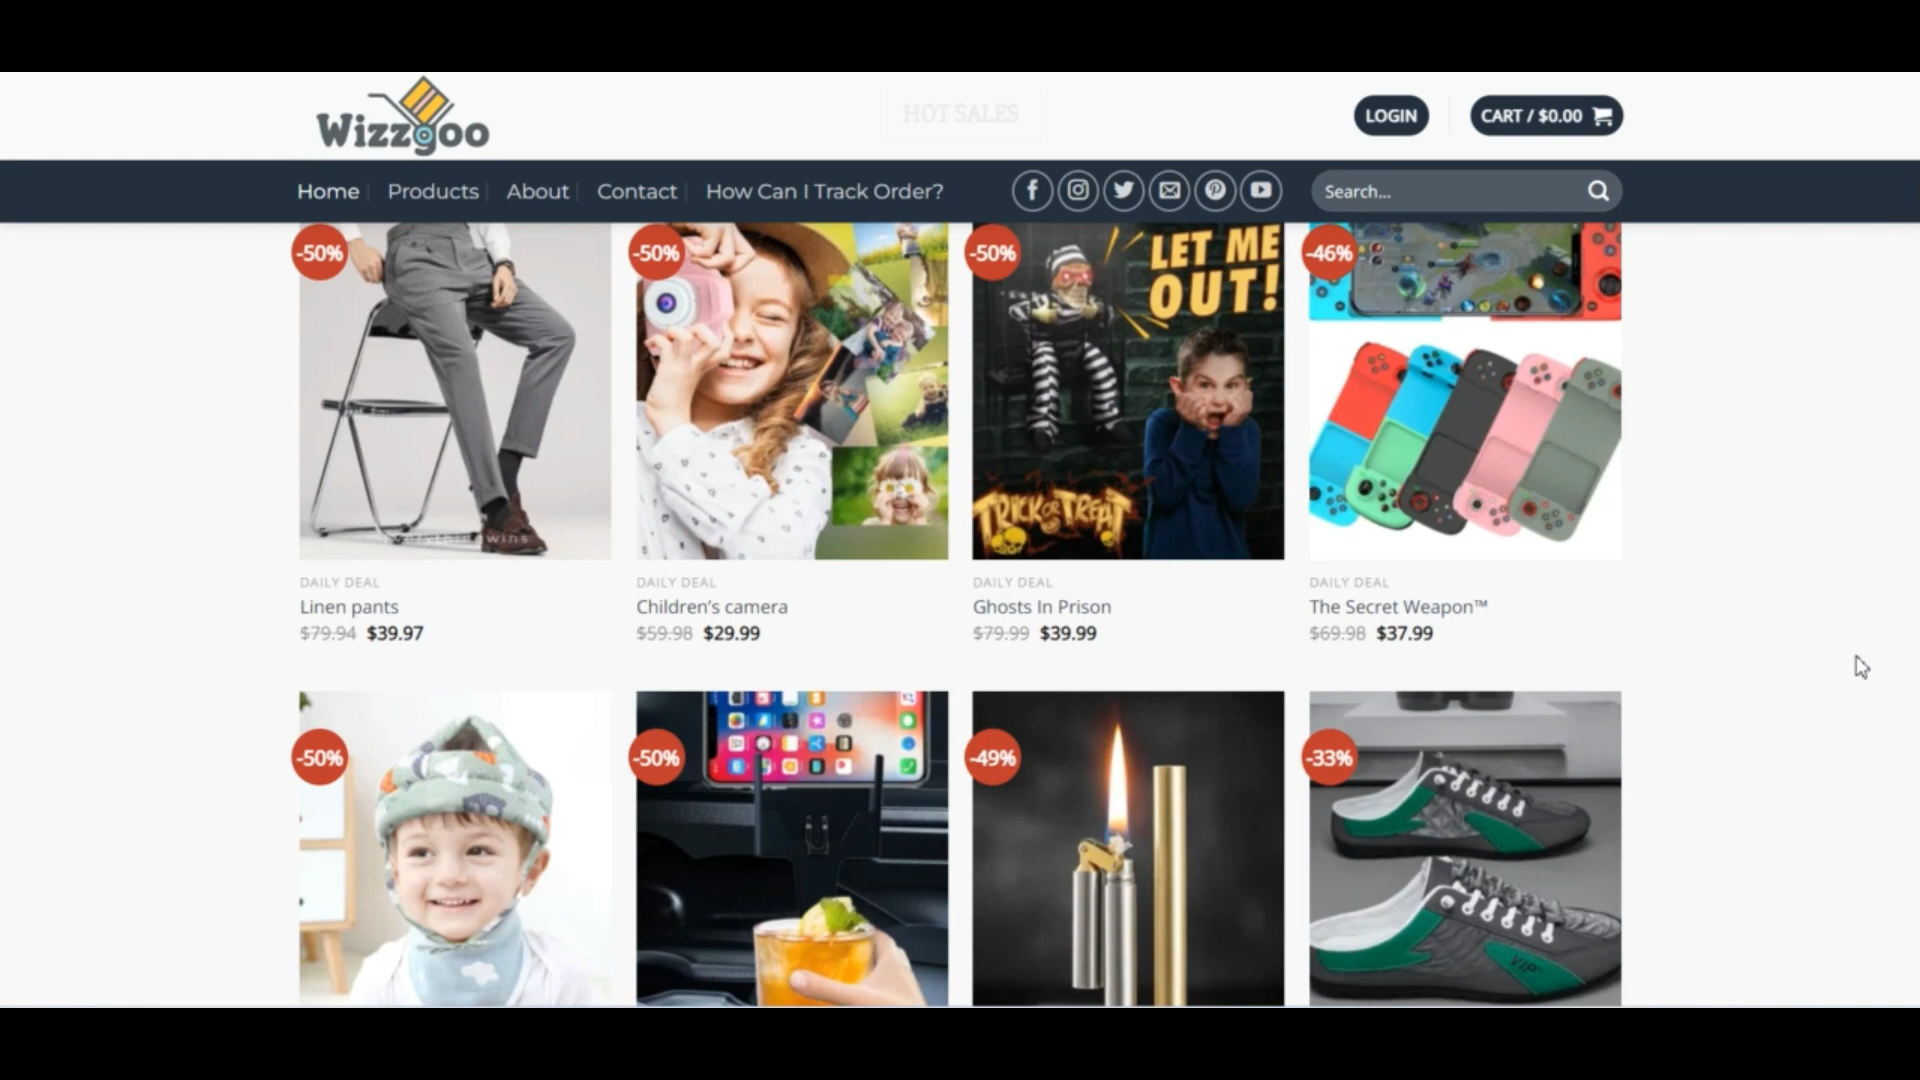 Wizzgoo
HOT SALES
LOGIN
CART / $0.00
Home
Products
About
Contact
How Can I Track Order?
Search...
-50%
-50%
-50%
-46%
LET ME
OUT!
TRICK OR TREAT
DAILY DEAL
Linen pants
$79.94 $39.97
DAILY DEAL
Children's camera
$59.98 $29.99
DAILY DEAL
Ghosts In Prison
$79.99 $39.99
DAILY DEAL
The Secret Weapon™
$69.98 $37.99
-50%
-50%
-49%
-33%
VIP